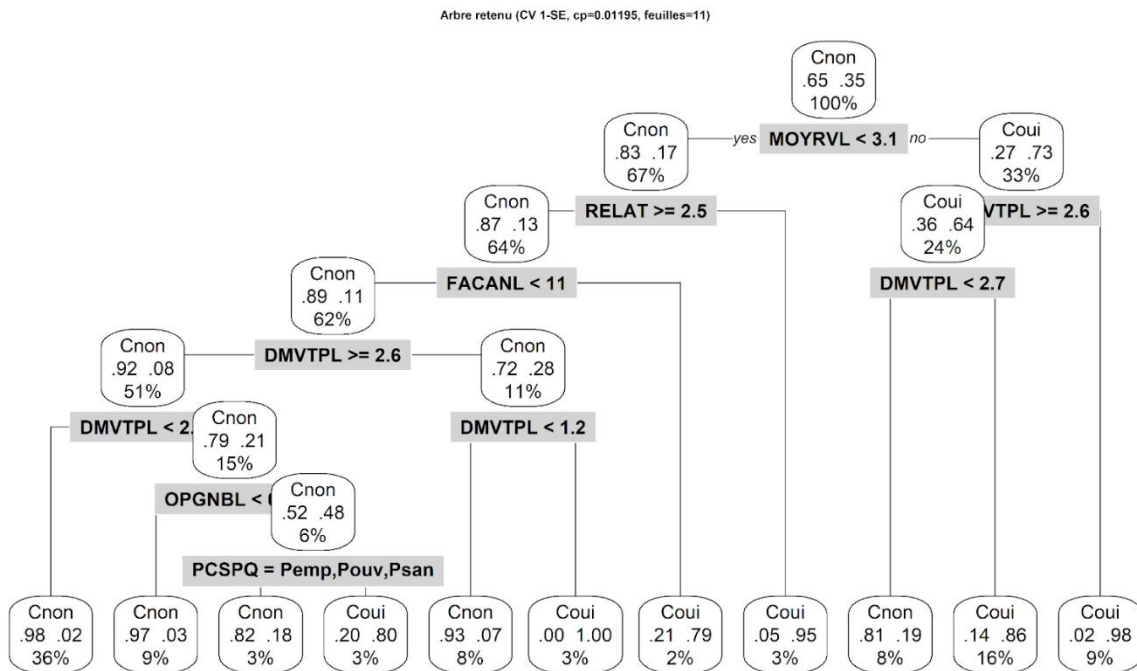 Arbre retenu (CV 1-SE, cp=0.01195, feuilles=11)
Cnon
.65 .35
100%
yes MOYRVL < 3.1 no
Cnon
.83 .17
67%
Coui
.27 .73
33%
RELAT >= 2.5
VTPL >= 2.6
Cnon
.87 .13
64%
Coui
.36 .64
24%
FACANL < 11
DMVTPL < 2.7
Cnon
.89 .11
62%
DMVTPL >= 2.6
Cnon
.92 .08
51%
Cnon
.72 .28
11%
DMVTPL < 2.
DMVTPL < 1.2
Cnon
.79 .21
15%
OPGNBL <
Cnon
.52 .48
6%
PCSPQ = Pemp,Pouv,Psan
Cnon
.98 .02
36%
Cnon
.97 .03
9%
Cnon
.82 .18
3%
Coui
.20 .80
3%
Cnon
.93 .07
8%
Coui
.00 1.00
3%
Coui
.21 .79
2%
Coui
.05 .95
3%
Cnon
.81 .19
8%
Coui
.14 .86
16%
Coui
.02 .98
9%